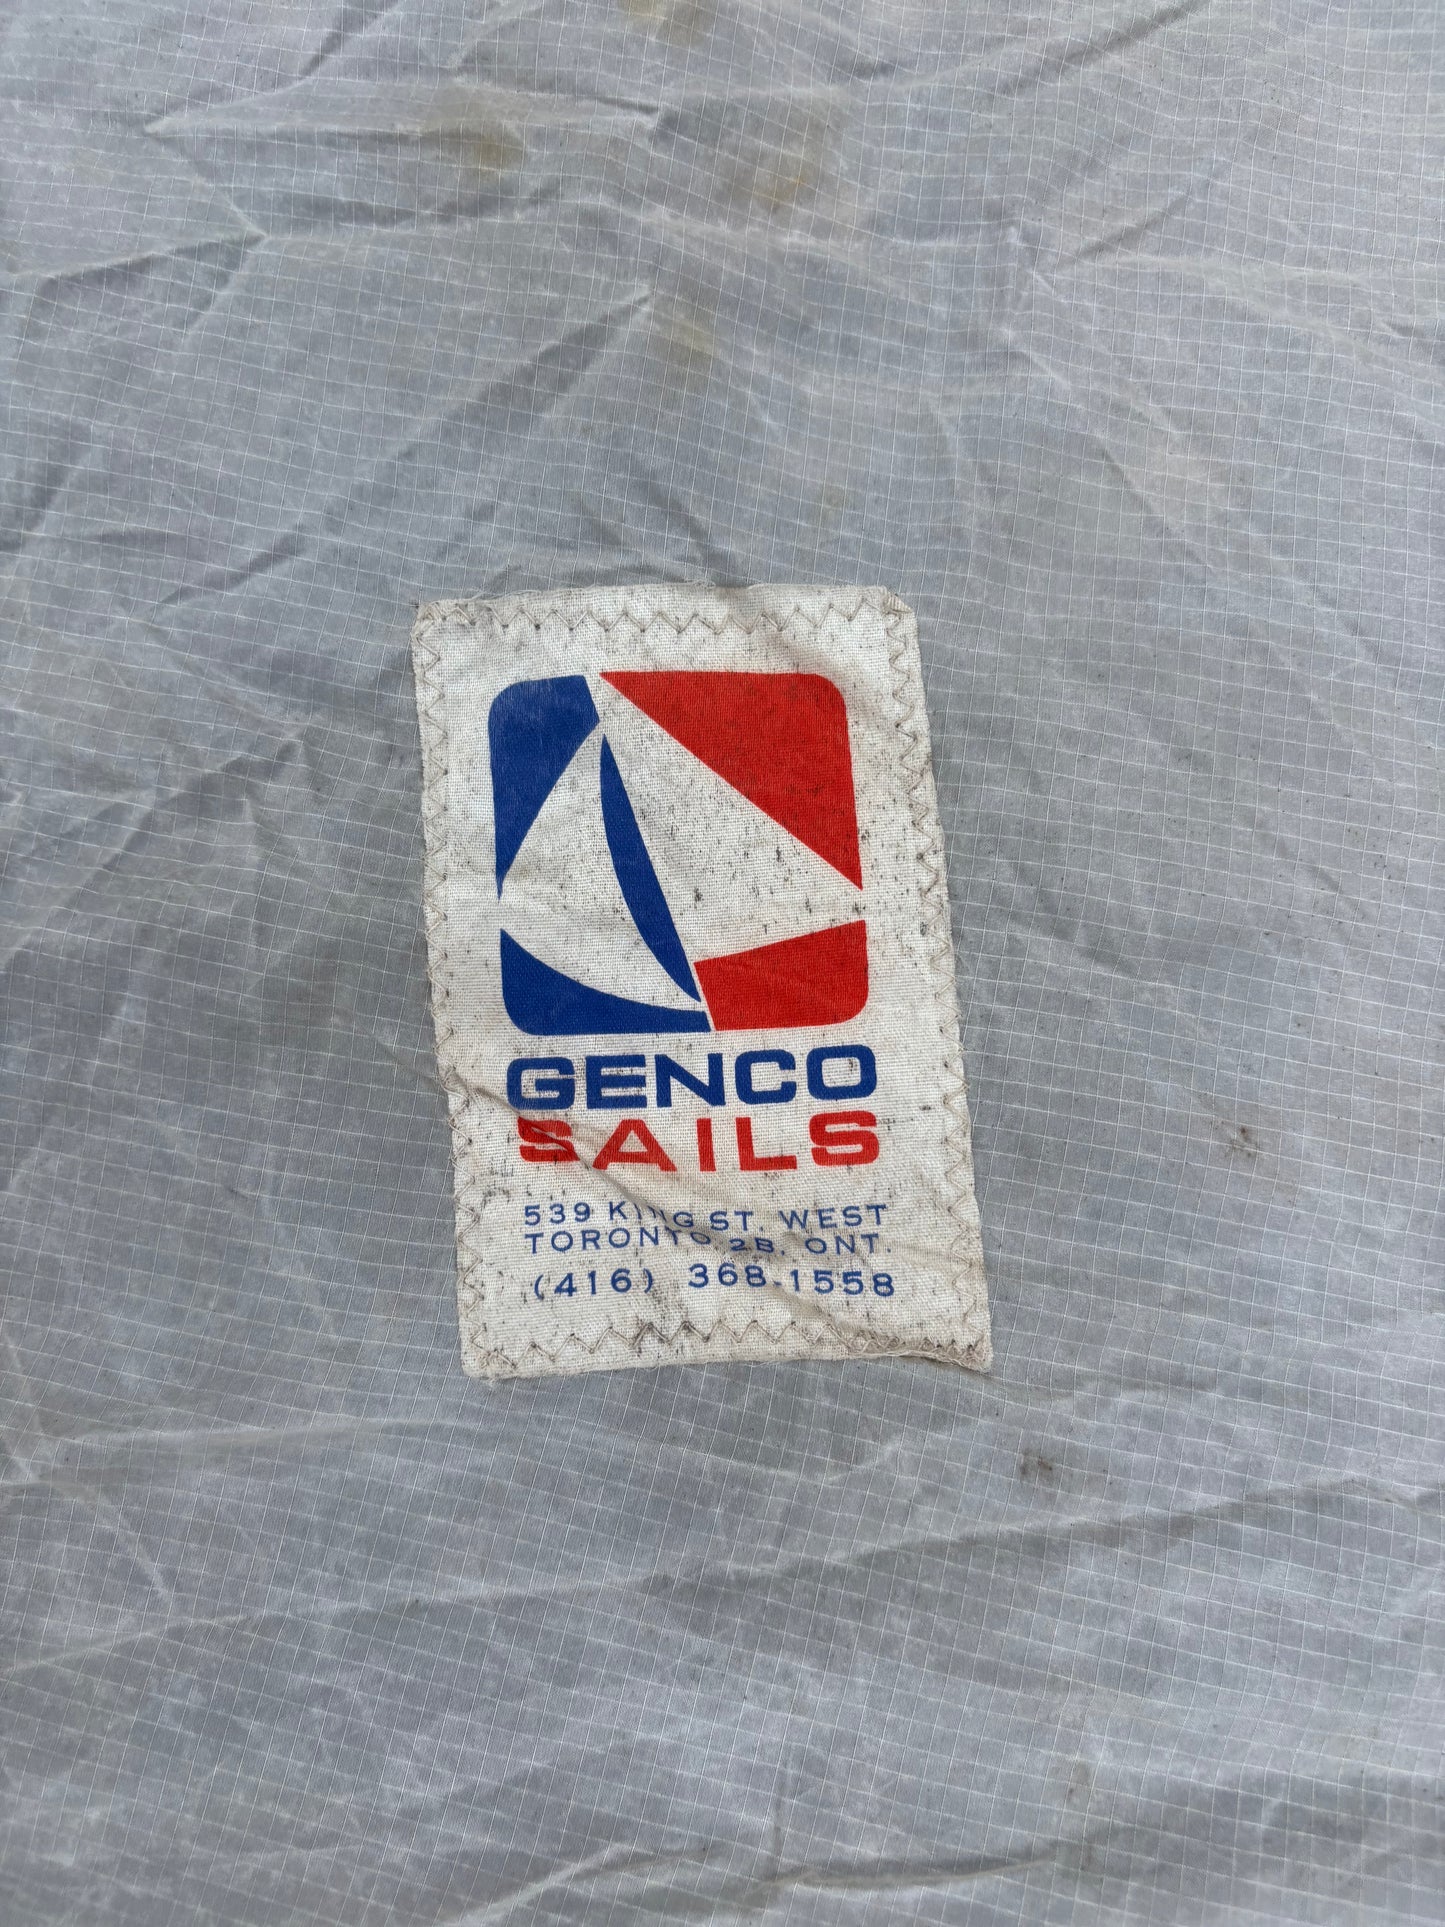 GENCO
SAILS
539 KING ST. WEST
TORONTO 2B, ONT.
(416) 368-1558